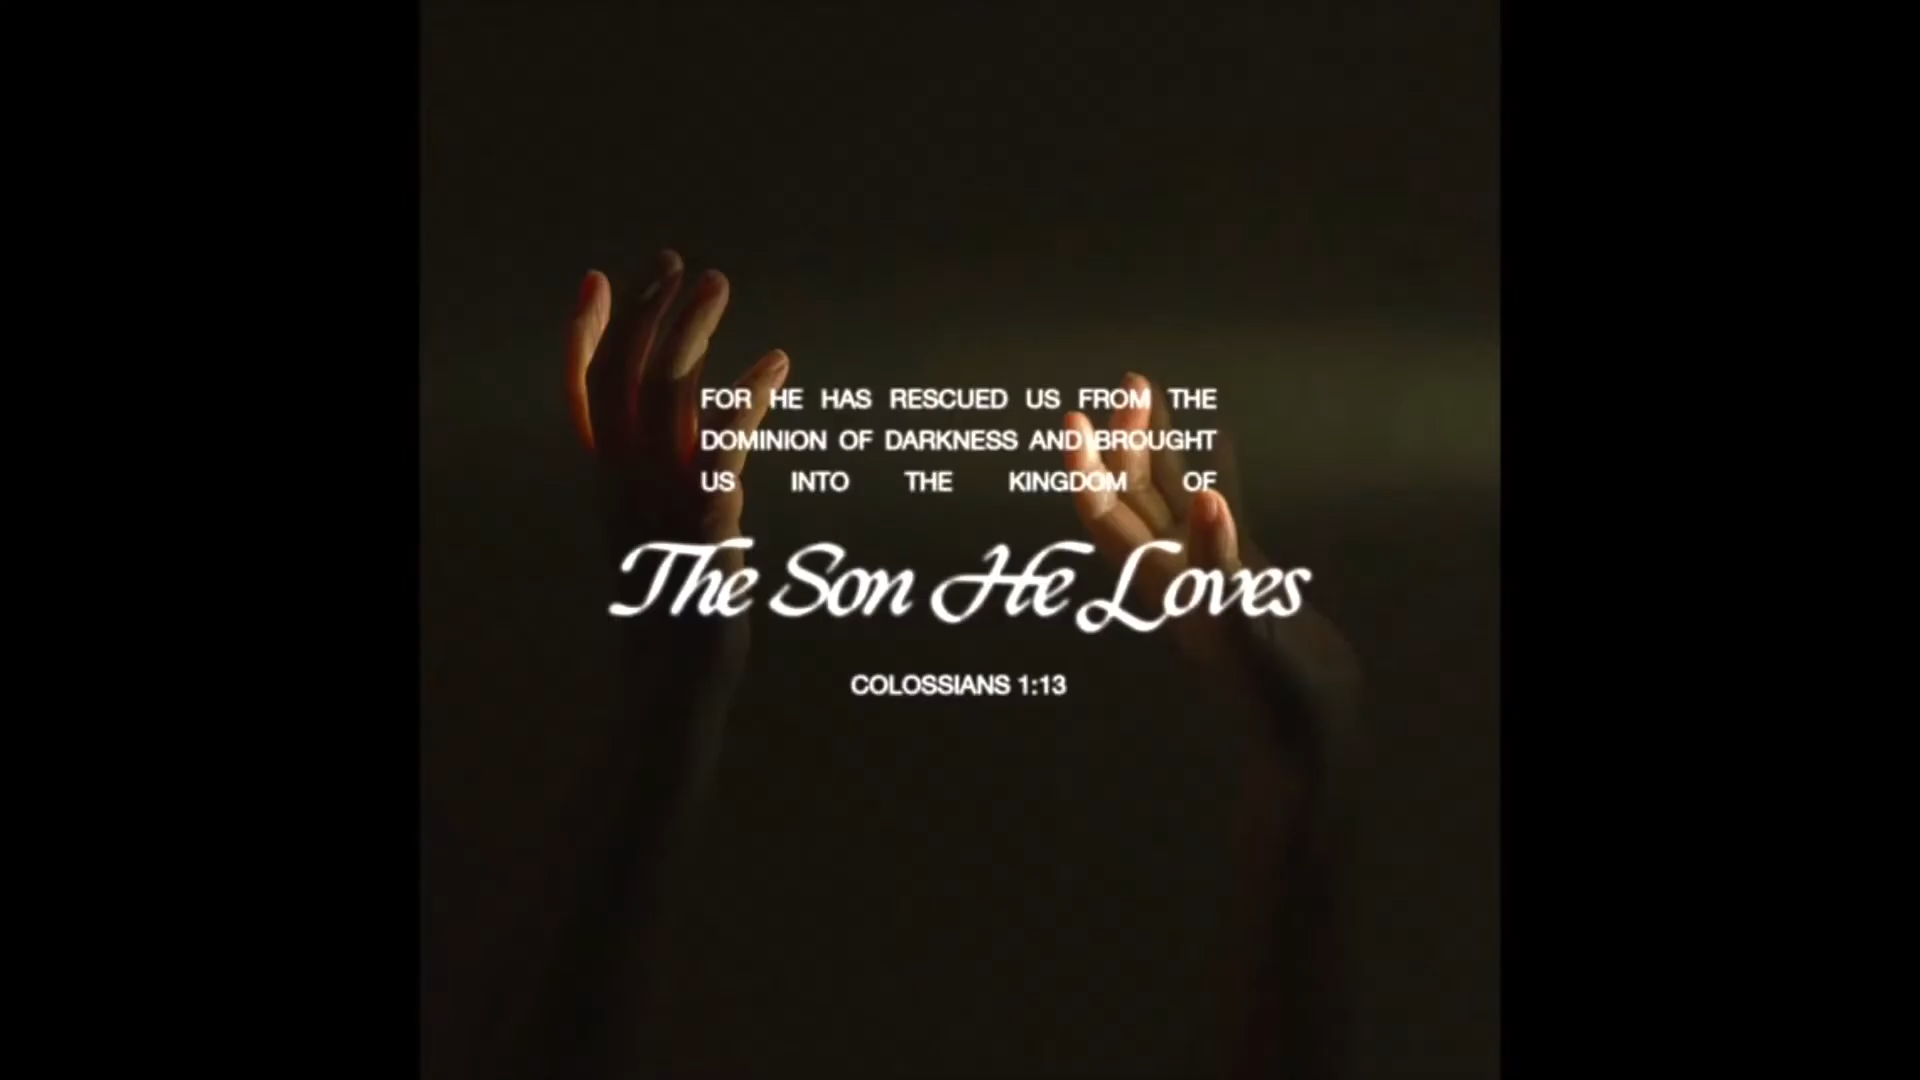 FOR HE HAS RESCUED US FROM THE
DOMINION OF DARKNESS AND BROUGHT
US INTO THE KINGDOM OF
The Son He Loves
COLOSSIANS 1:13